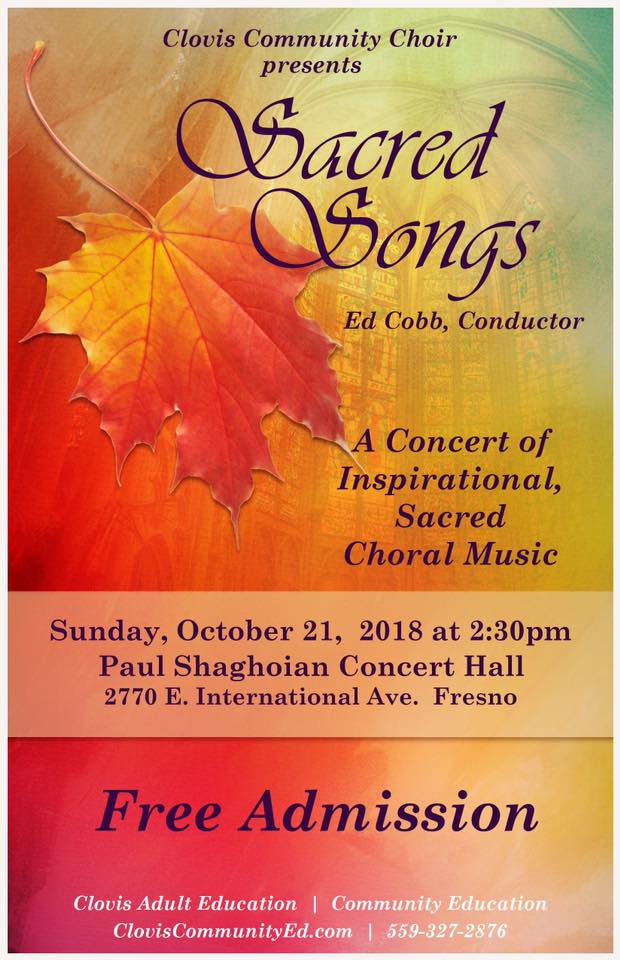 Clovis Community Choir
presents
Sacred
Songs
Ed Cobb, Conductor
A Concert of
Inspirational,
Sacred
Choral Music
Sunday, October 21, 2018 at 2:30pm
Paul Shaghoian Concert Hall
2770 E. International Ave. Fresno
Free Admission
Clovis Adult Education | Community Education
ClovisCommunityEd.com | 559-327-2876